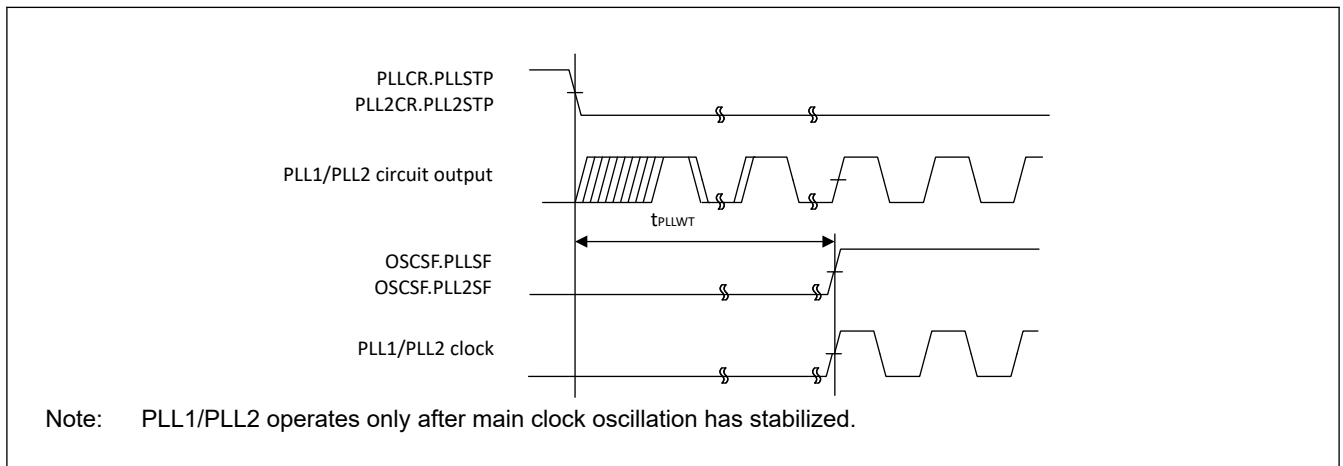 PLLCR.PLLSTP
PLL2CR.PLL2STP
PLL1/PLL2 circuit output
tPLLWT
OSCSF.PLLSF
OSCSF.PLL2SF
PLL1/PLL2 clock
Note: PLL1/PLL2 operates only after main clock oscillation has stabilized.